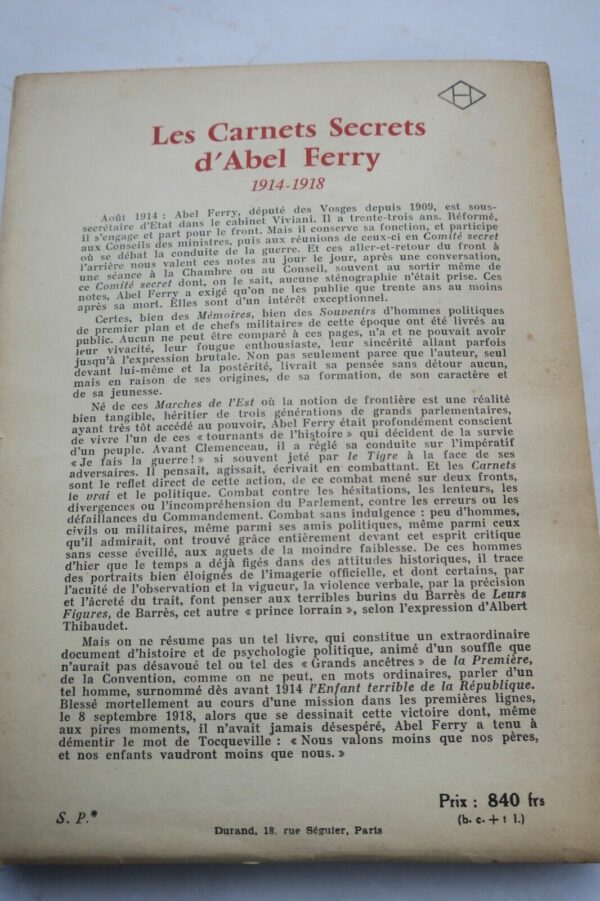 H
Les Carnets Secrets
d'Abel Ferry
1914-1918
Août 1914 : Abel Ferry, député des Vosges depuis 1909, est sous-
secrétaire d'Etat dans le cabinet Viviani. Il a trente-trois ans. Réformé,
il s'engage et part pour le front. Mais il conserve sa fonction, et participe
aux Conseils des ministres, puis aux réunions de ceux-ci en Comité secret
où se débat la conduite de la guerre. Et ces aller-et-retour du front à
l'arrière nous valent ces notes au jour le jour, après une conversation,
une séance à la Chambre ou au Conseil, souvent au sortir même de
ce Comité secret dont, on le sait, aucune sténographie n'était prise. Ces
notes, Abel Ferry a exigé qu'on ne les publie que trente ans au moins
après sa mort. Elles sont d'un intérêt exceptionnel.
Certes, bien des Mémoires, bien des Souvenirs d'hommes politiques
de premier plan et de chefs militaires de cette époque ont été livrés au
public. Aucun ne peut être comparé à ces pages, n'a et ne pouvait avoir
leur vivacité, leur fougue enthousiaste, leur sincérité allant parfois
jusqu'à l'expression brutale. Non pas seulement parce que l'auteur, seul
devant lui-même et la postérité, livrait sa pensée sans détour aucun,
mais en raison de ses origines, de sa formation, de son caractère et
de sa jeunesse.
Né de ces Marches de l'Est où la notion de frontière est une réalité
bien tangible, héritier de trois générations de grands parlementaires,
ayant très tôt accédé au pouvoir, Abel Ferry était profondément conscient
de vivre l'un de ces « tournants de l'histoire » qui décident de la survie
d'un peuple. Avant Clemenceau, il a réglé sa conduite sur l'impératif
« Je fais la guerre! » si souvent jeté par le Tigre à la face de ses
adversaires. Il pensait, agissait, écrivait en combattant. Et les Carnets
sont le reflet direct de cette action, de ce combat mené sur deux fronts,
le vrai et le politique. Combat contre les hésitations, les lenteurs, les
divergences ou l'incompréhension du Parlement, contre les erreurs ou les
défaillances du Commandement. Combat sans indulgence : peu d'hommes,
civils ou militaires, même parmi ses amis politiques, même parmi ceux
qu'il admirait, ont trouvé grâce entièrement devant cet esprit critique
sans cesse éveillé, aux aguets de la moindre faiblesse. De ces hommes
d'hier que le temps a déjà figés dans des attitudes historiques, il trace
des portraits bien éloignés de l'imagerie officielle, et dont certains, par
l'acuité de l'observation et la vigueur, la violence verbale, par la précision
et l'âcreté du trait, font penser aux terribles burins du Barrès de Leurs
Figures, de Barrès, cet autre « prince lorrain », selon l'expression d'Albert
Thibaudet.
Mais on ne résume pas un tel livre, qui constitue un extraordinaire
document d'histoire et de psychologie politique, animé d'un souffle que
n'aurait pas désavoué tel ou tel des « Grands ancêtres » de la Première,
de la Convention, comme on ne peut, en mots ordinaires, parler d'un
tel homme, surnommé dès avant 1914 l'Enfant terrible de la République.
Blessé mortellement au cours d'une mission dans les premières lignes,
le 8 septembre 1918, alors que se dessinait cette victoire dont, même
aux pires moments, il n'avait jamais désespéré, Abel Ferry a tenu à
démentir le mot de Tocqueville : « Nous valons moins que nos pères,
et nos enfants vaudront moins que nous. »
S. P.*
Prix : 840 frs
(b. c. + t l.)
Durand, 18, rue Séguier, Paris